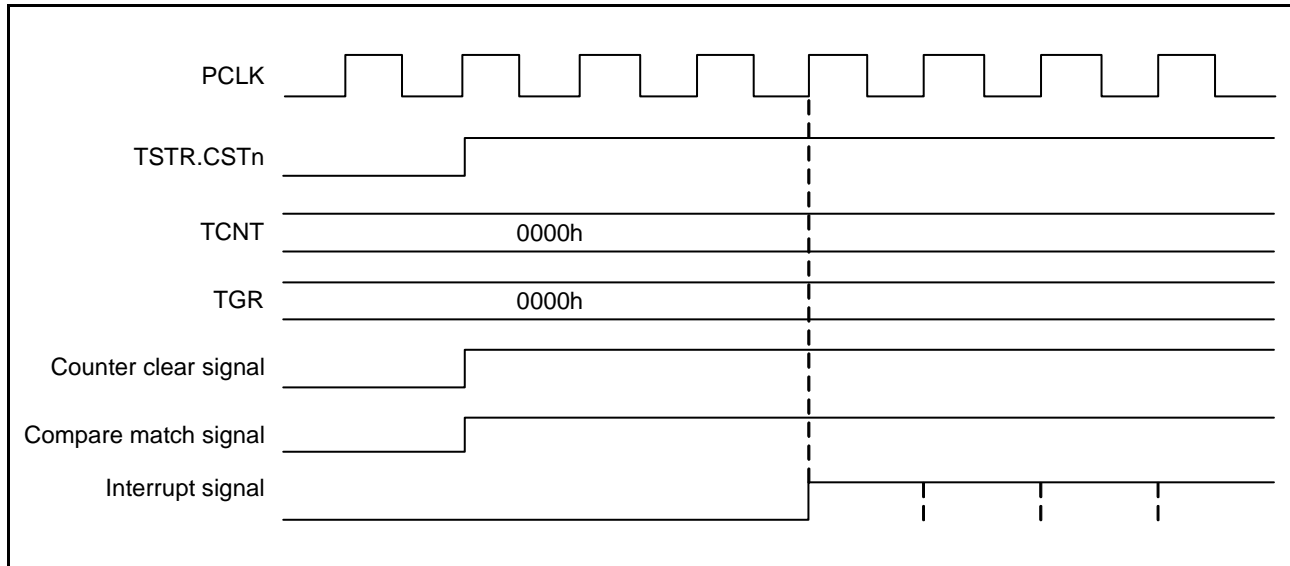 PCLK
TSTR.CSTn
TCNT 0000h
TGR 0000h
Counter clear signal
Compare match signal
Interrupt signal